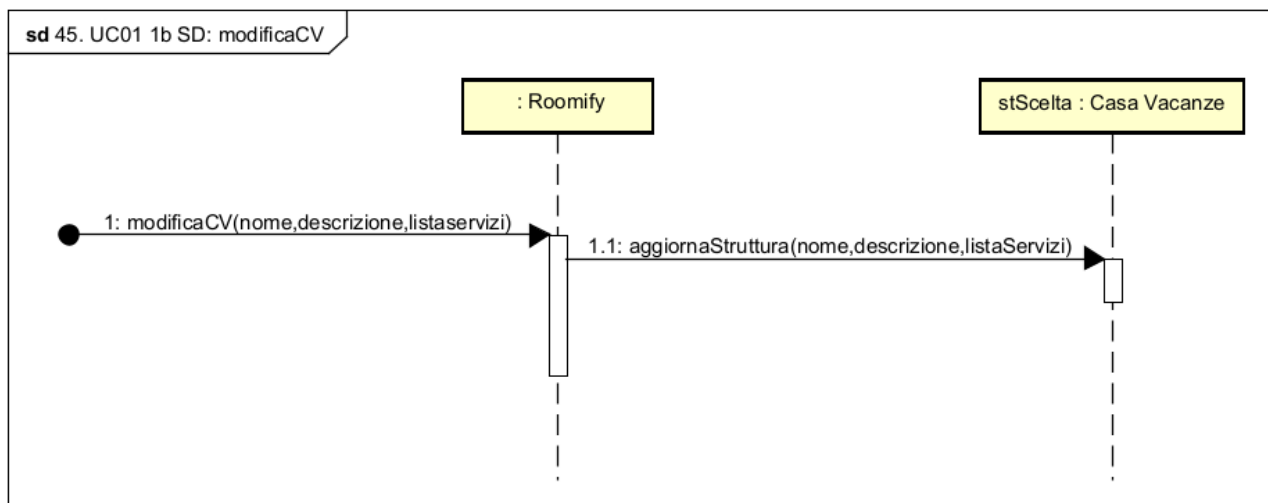 sd 45. UC01 1b SD: modificaCV
: Roomify
stScelta : Casa Vacanze
1: modificaCV(nome,descrizione,listaservizi)
1.1: aggiornaStruttura(nome,descrizione,listaServizi)